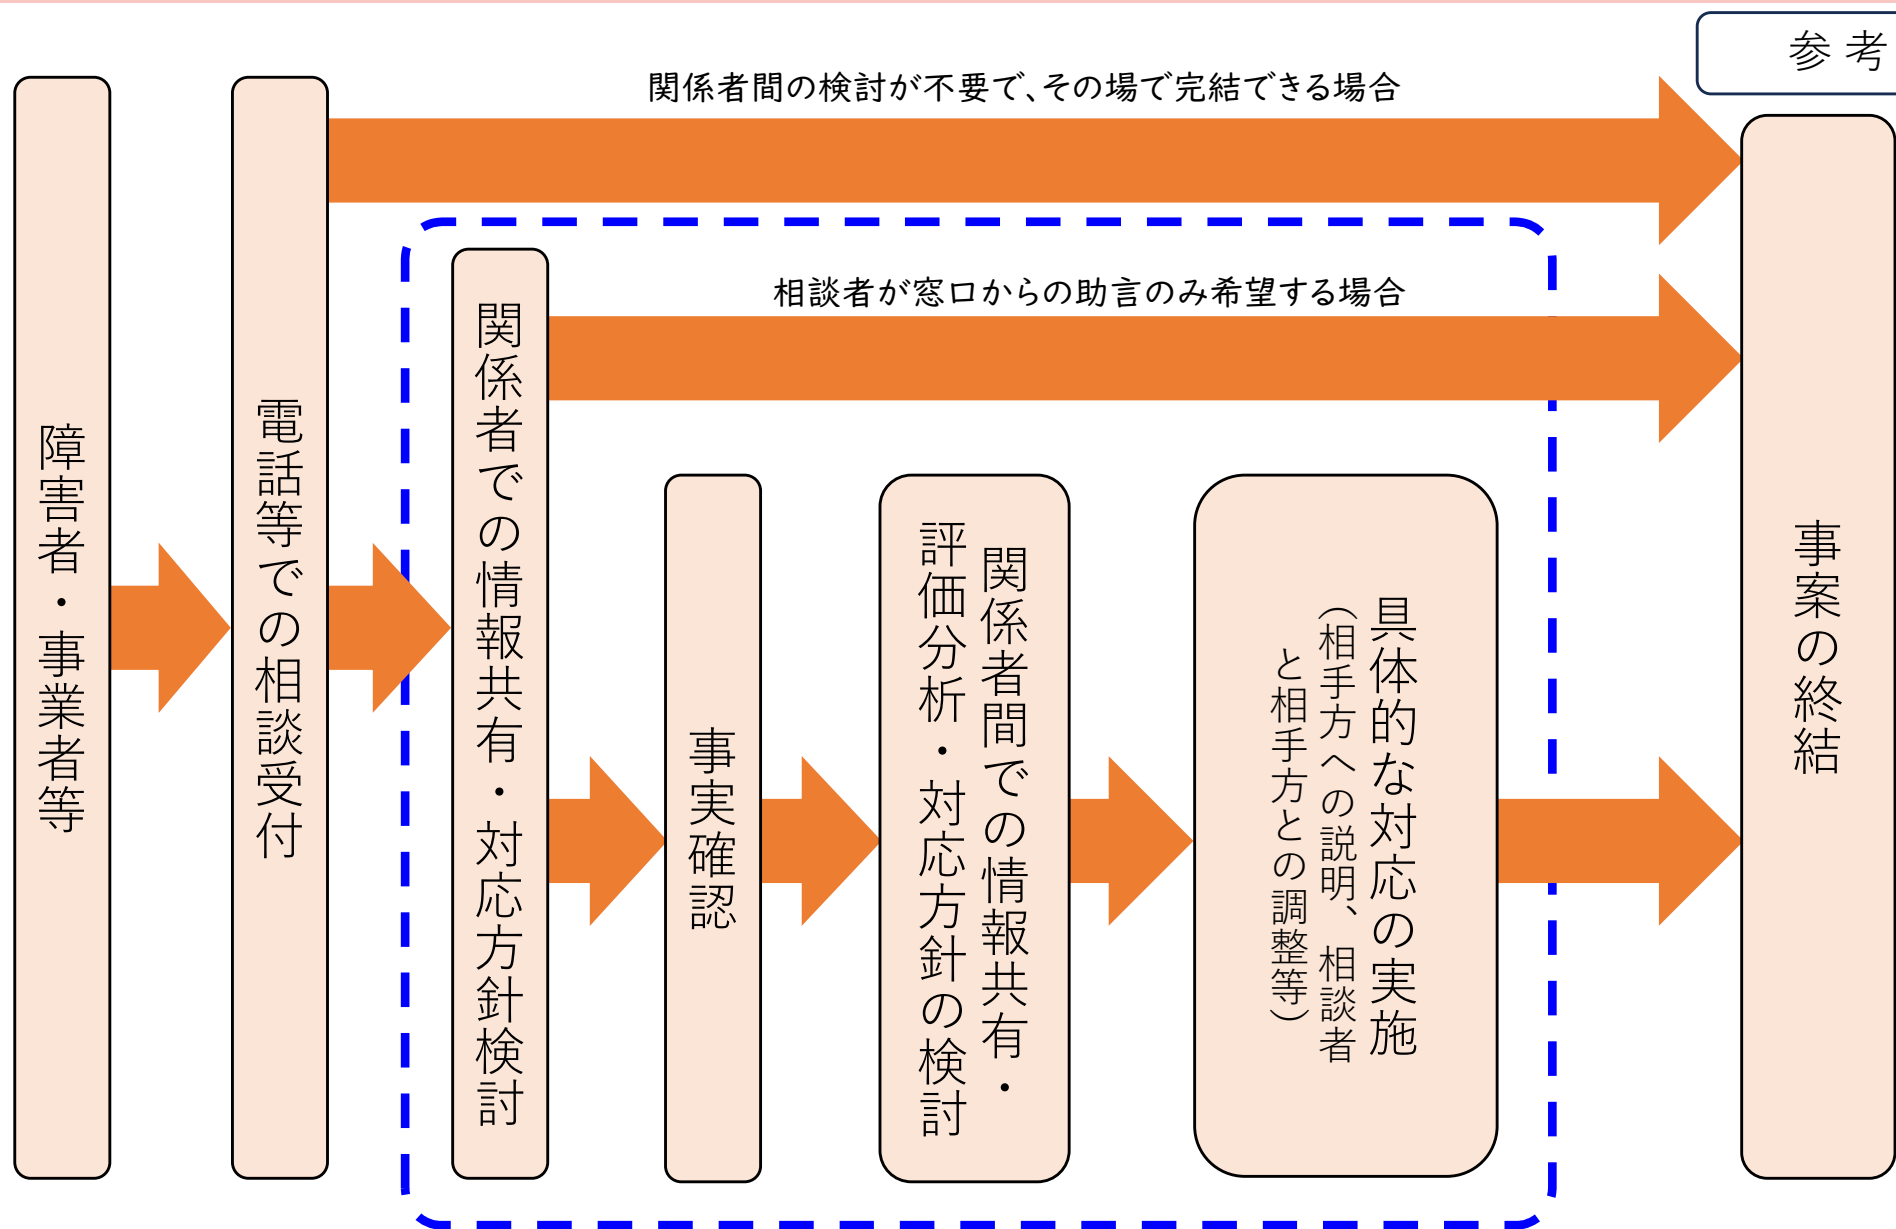 参考
関係者間の検討が不要で、その場で完結できる場合
相談者が窓口からの助言のみ希望する場合
障害者・事業者等
電話等での相談受付
関係者での情報共有・対応方針検討
事実確認
関係者間での情報共有・
評価分析・対応方針の検討
具体的な対応の実施
（相手方への説明、相談者
と相手方との調整等）
事案の終結